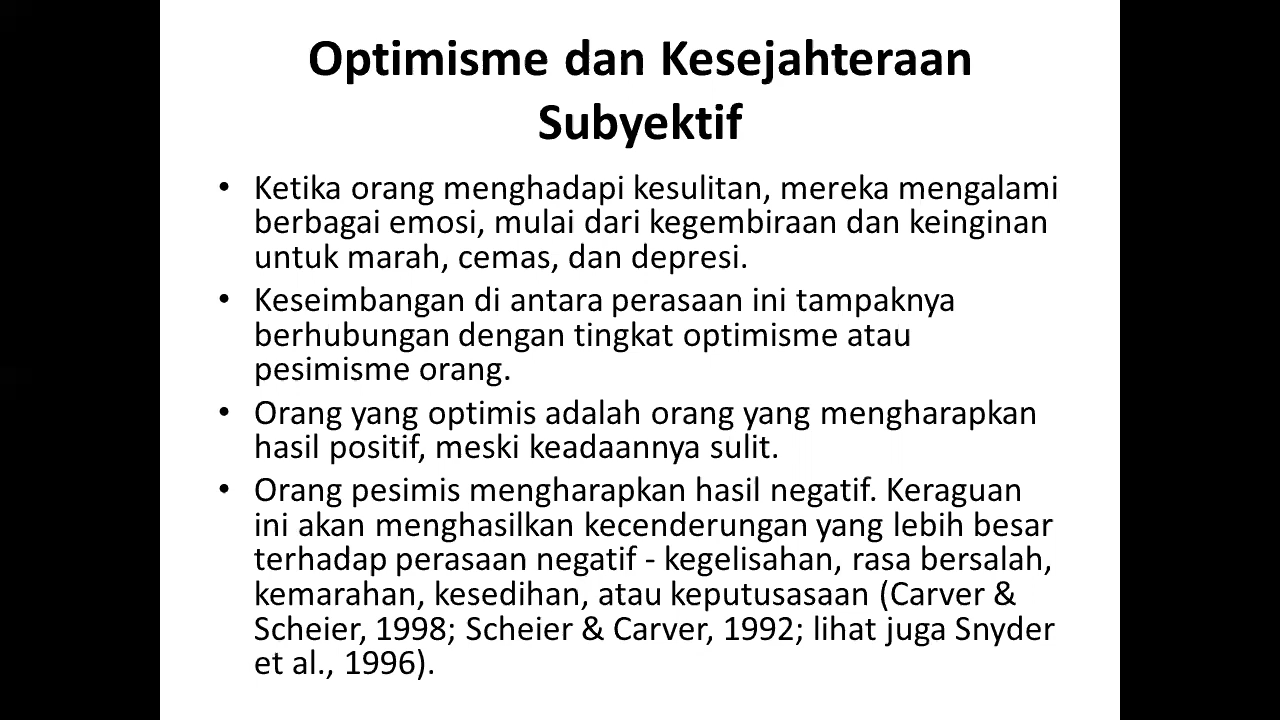 Optimisme dan Kesejahteraan
Subyektif
• Ketika orang menghadapi kesulitan, mereka mengalami
berbagai emosi, mulai dari kegembiraan dan keinginan
untuk marah, cemas, dan depresi.
• Keseimbangan di antara perasaan ini tampaknya
berhubungan dengan tingkat optimisme atau
pesimisme orang.
• Orang yang optimis adalah orang yang mengharapkan
hasil positif, meski keadaannya sulit.
• Orang pesimis mengharapkan hasil negatif. Keraguan
ini akan menghasilkan kecenderungan yang lebih besar
terhadap perasaan negatif - kegelisahan, rasa bersalah,
kemarahan, kesedihan, atau keputusasaan (Carver &
Scheier, 1998; Scheier & Carver, 1992; lihat juga Snyder
et al., 1996).